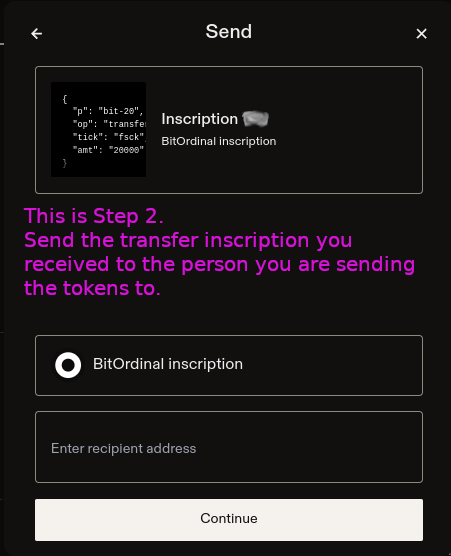 Send
{
"p": "bit-20",
"op": "transfe
"tick": "fsck"
"amt": "20000"
}
Inscription
BitOrdinal inscription
This is Step 2.
Send the transfer inscription you
received to the person you are sending
the tokens to.
BitOrdinal inscription
Enter recipient address
Continue